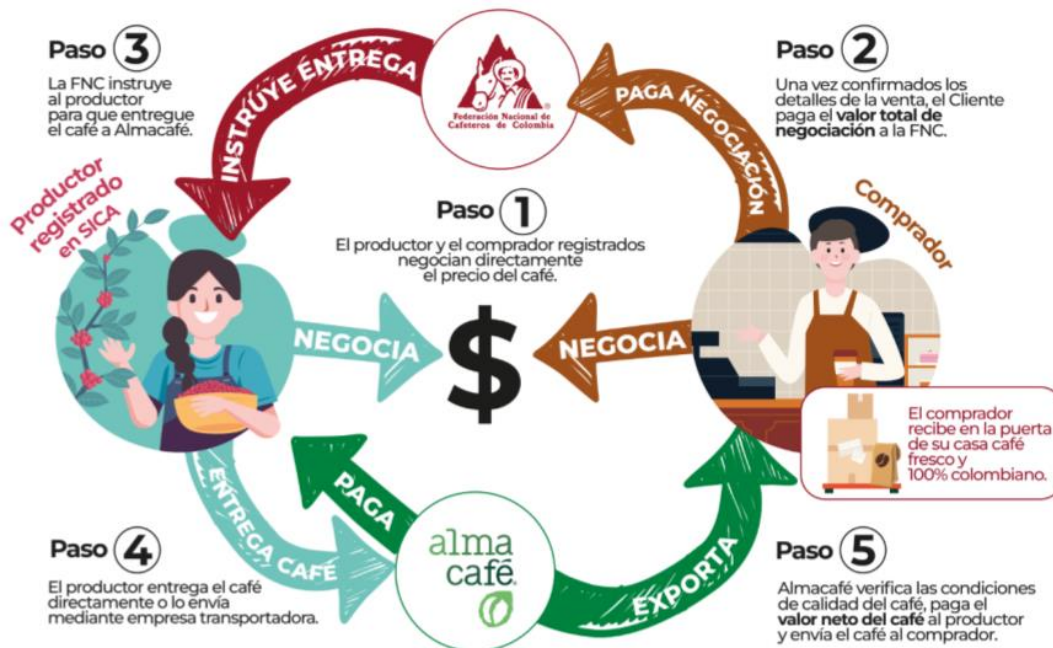 Paso 3
La FNC instruye
al productor
para que entregue
el café a Almacafé.
INSTRUYE ENTREGA
Federación Nacional de
Cafeteros de Colombia
®
PAGA NEGOCIACIÓN
Paso 2
Una vez confirmados los
detalles de la venta, el Cliente
paga el valor total de
negociación a la FNC.
Productor
registrado
en SICA
Paso 1
El productor y el comprador registrados
negocian directamente
el precio del café.
Comprador
NEGOCIA
$
NEGOCIA
El comprador
recibe en la puerta
de su casa café
fresco y
100% colombiano.
ENTREGA CAFÉ
PAGA
alma
café.
EXPORTA
Paso 4
El productor entrega el café
directamente o lo envía
mediante empresa transportadora.
Paso 5
Almacafé verifica las condiciones
de calidad del café, paga el
valor neto del café al productor
y envía el café al comprador.